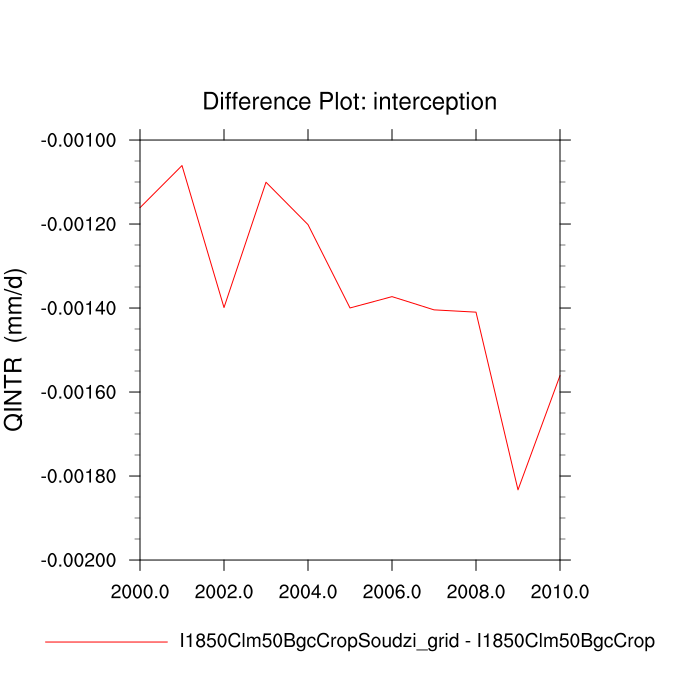 Difference Plot: interception
-0.00100
-0.00120
-0.00140
-0.00160
-0.00180
-0.00200
QINTR (mm/d)
2000.0 2002.0 2004.0 2006.0 2008.0 2010.0
I1850Clm50BgcCropSoudzi_grid - I1850Clm50BgcCrop